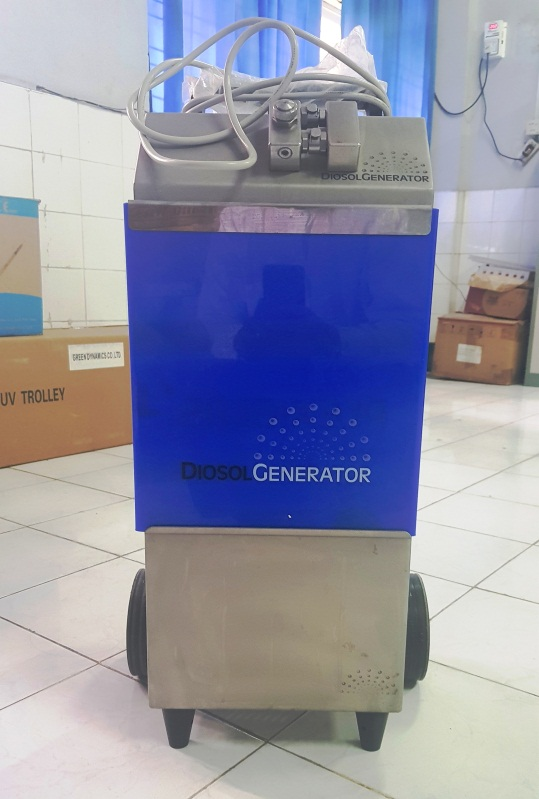 DIOSOLGENERATOR
GREEN DYNAMICS CO. LTD
UV TROLLEY
DIOSOLGENERATOR